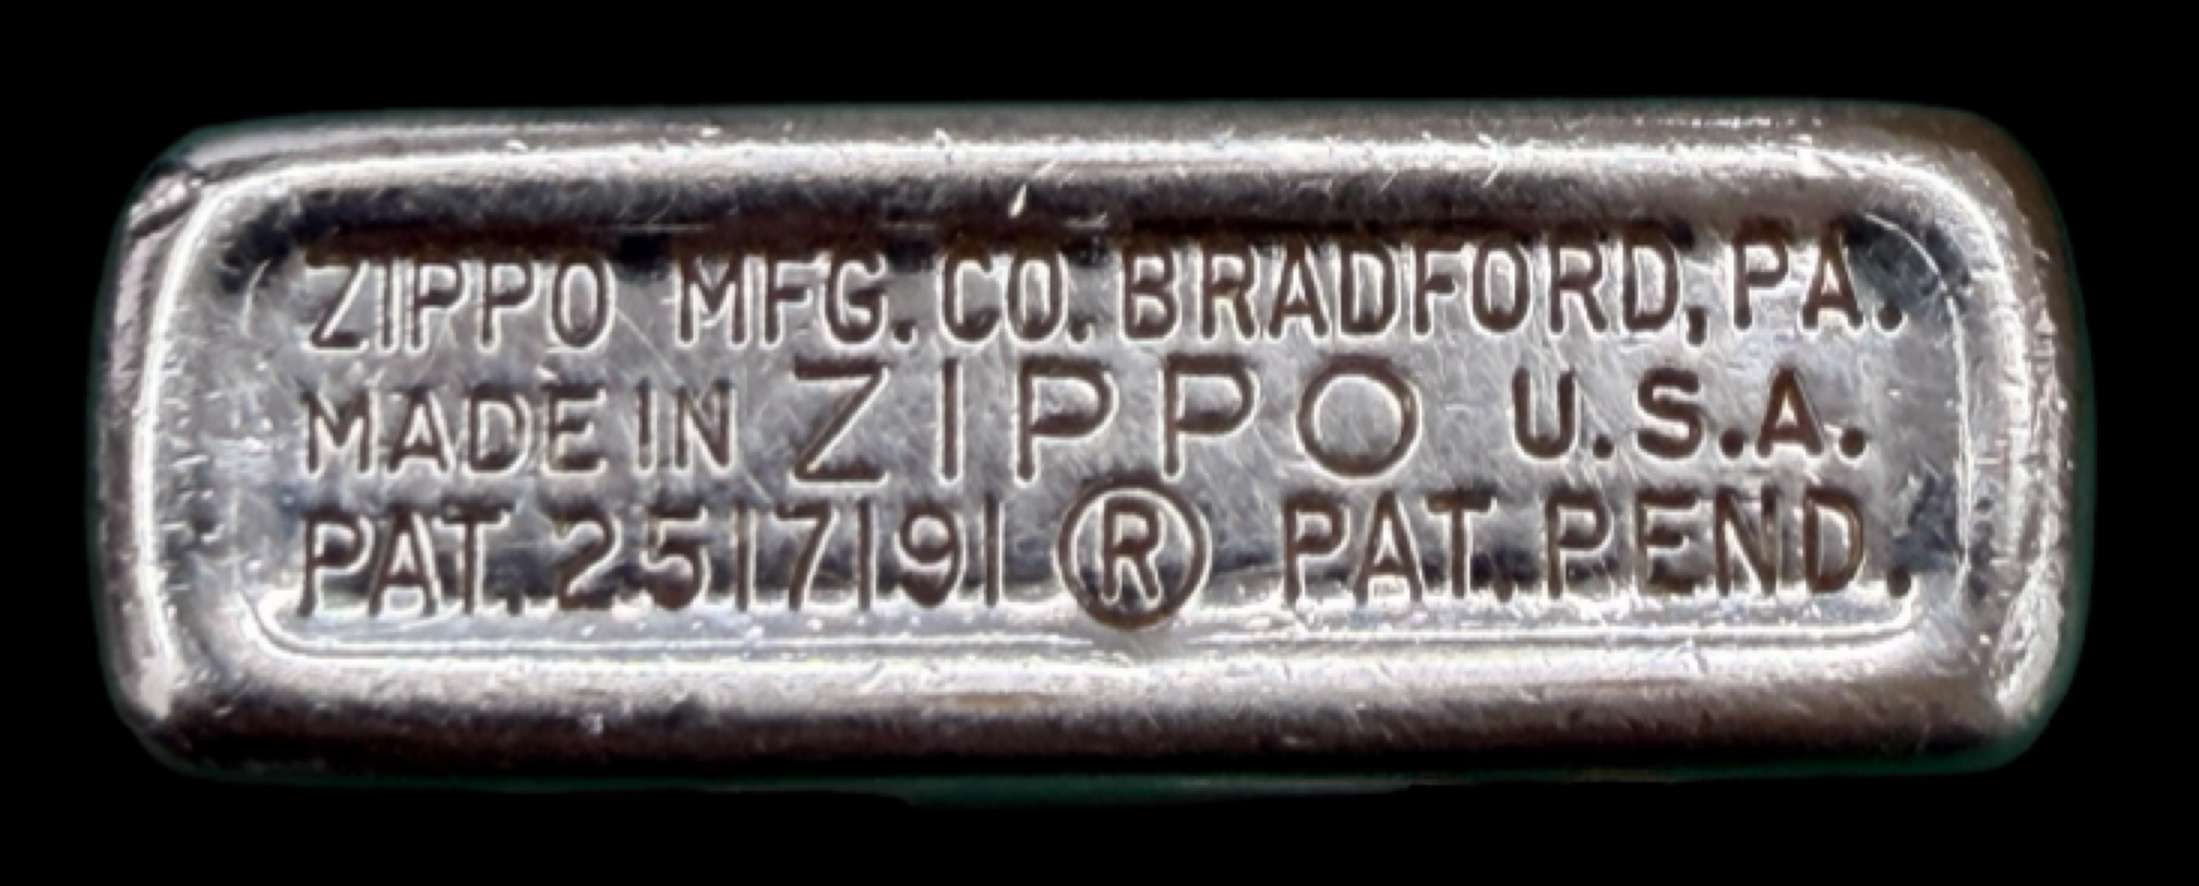 ZIPPO MFG. CO. BRADFORD, PA.
MADE IN ZIPPO U.S.A.
PAT. 2517191 ® PAT. PEND.